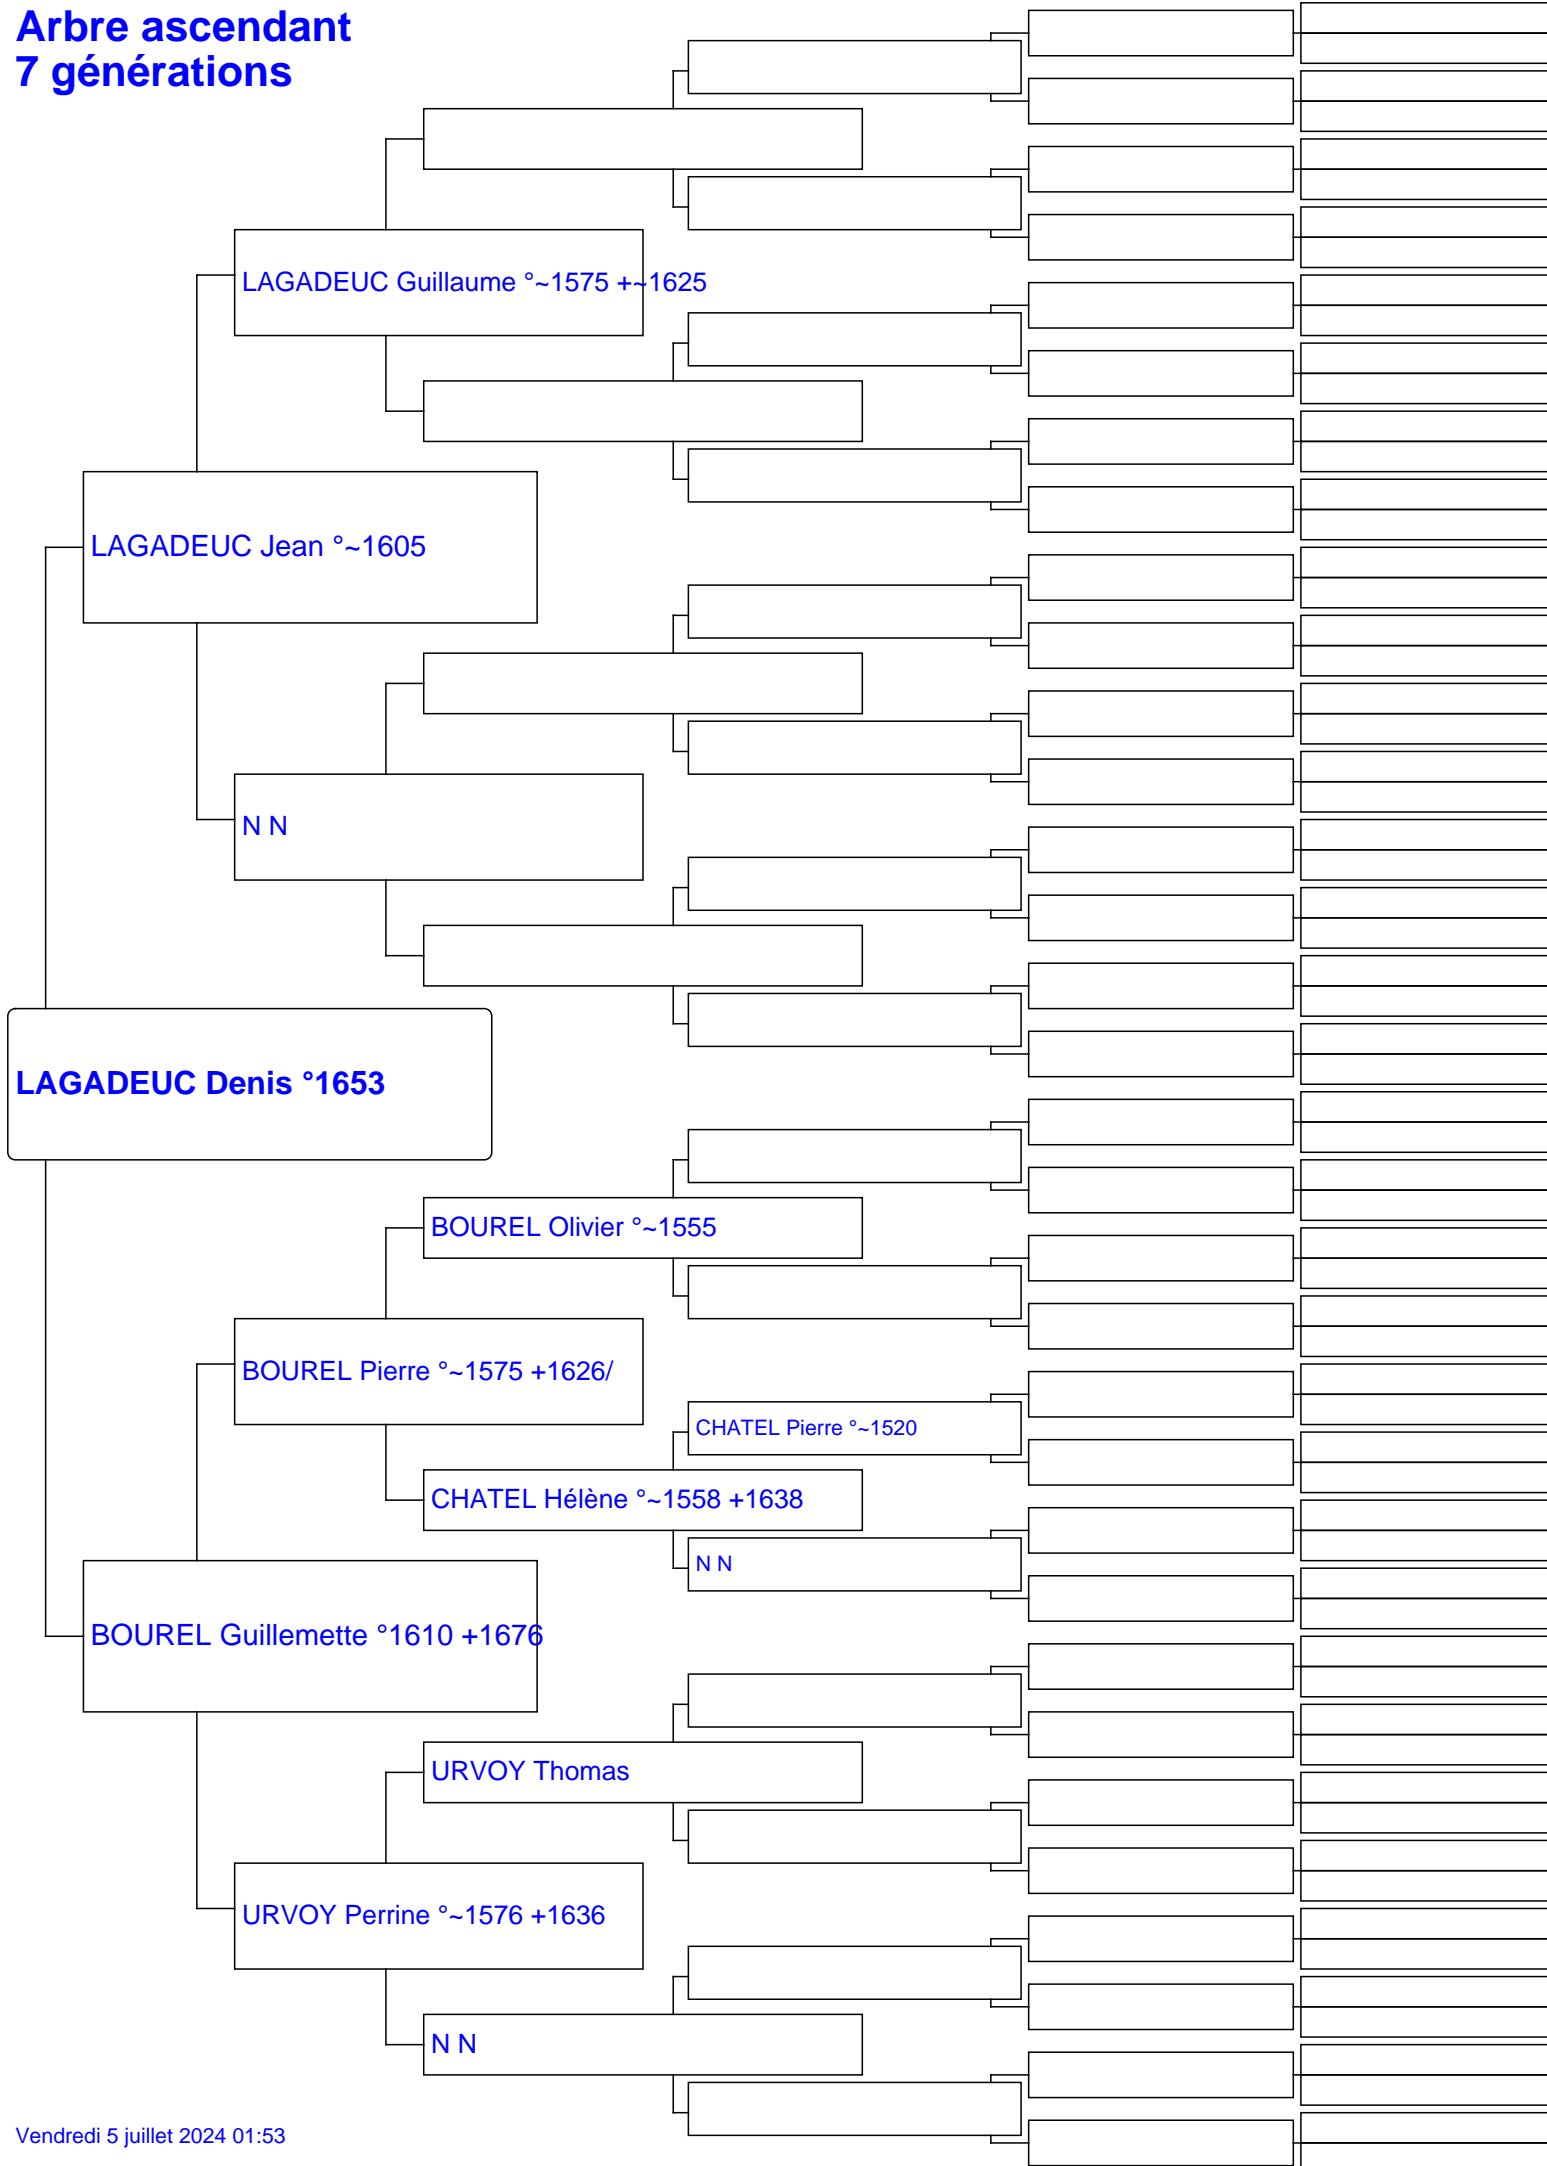 Arbre ascendant
7 générations
LAGADEUC Guillaume °~1575 +~1625
LAGADEUC Jean °~1605
N N
LAGADEUC Denis °1653
BOUREL Olivier °~1555
BOUREL Pierre °~1575 +1626/
CHATEL Pierre °~1520
CHATEL Hélène °~1558 +1638
N N
BOUREL Guillemette °1610 +1676
URVOY Thomas
URVOY Perrine °~1576 +1636
N N
Vendredi 5 juillet 2024 01:53